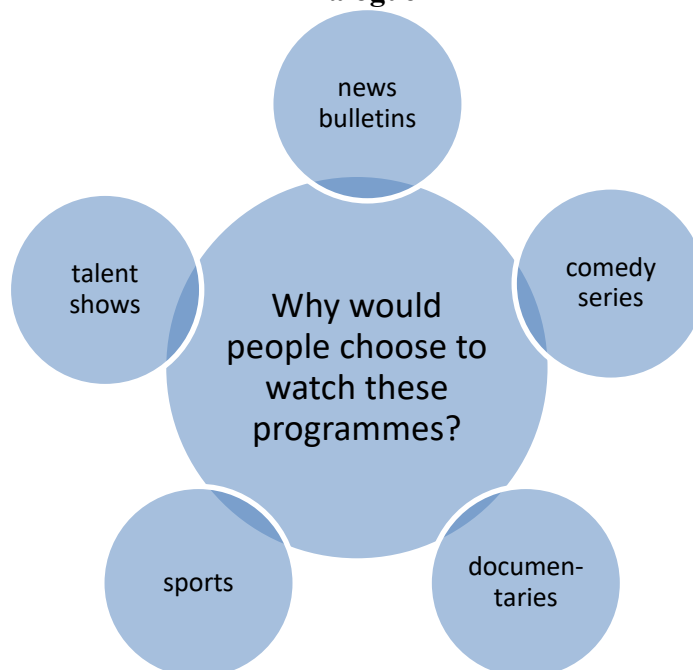 news
bulletins
talent
shows
comedy
series
Why would
people choose to
watch these
programmes?
sports
documen-
taries